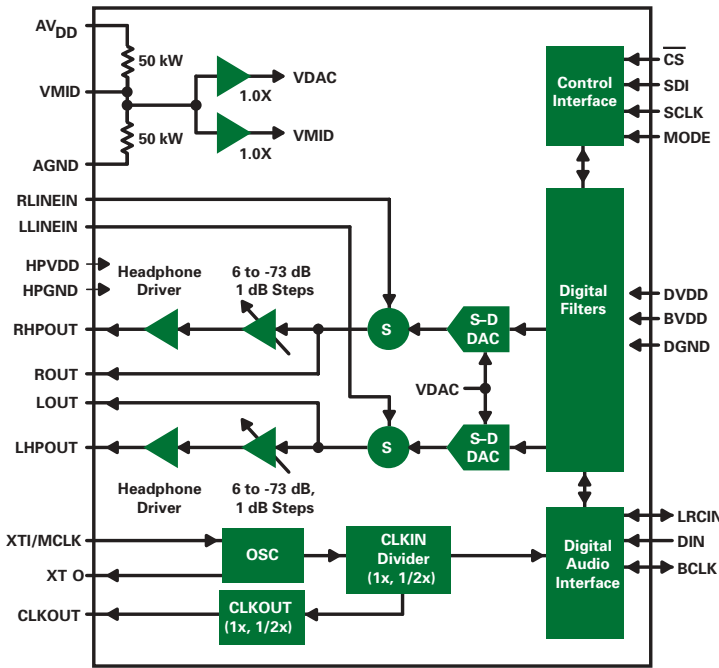 AVDD
50 kW
VMID
50 kW
AGND
1.0X
VDAC
1.0X
VMID
RLINEIN
LLINEIN
HPVDD
HPGND
Headphone
Driver
6 to -73 dB
1 dB Steps
RHPOUT
ROUT
LOUT
LHPOUT
Headphone
Driver
6 to -73 dB,
1 dB Steps
S
S
S–D
DAC
VDAC
S–D
DAC
Control
Interface
CS
SDI
SCLK
MODE
Digital
Filters
DVDD
BVDD
DGND
XTI/MCLK
XT O
CLKOUT
OSC
CLKIN
Divider
(1x, 1/2x)
CLKOUT
(1x, 1/2x)
Digital
Audio
Interface
LRCIN
DIN
BCLK